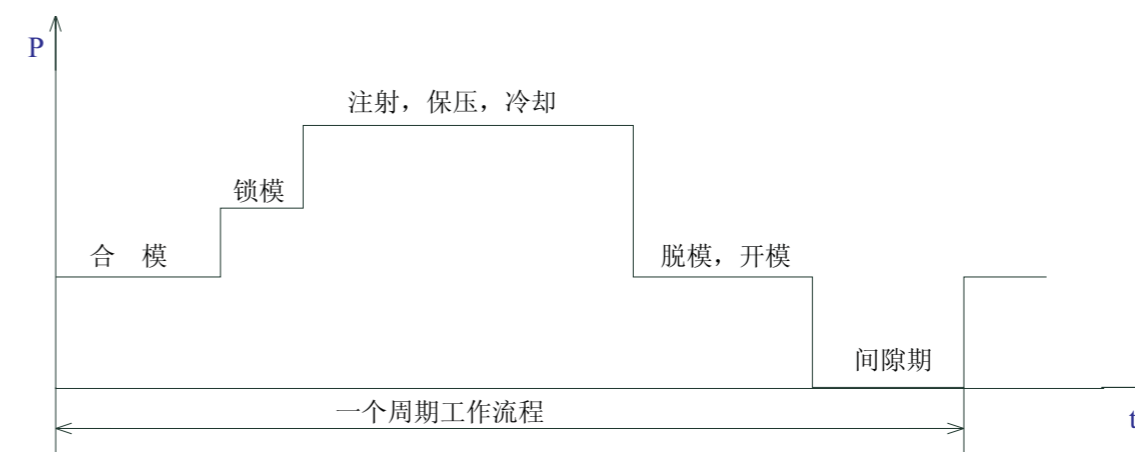 P
注射，保压，冷却
锁模
合 模
脱模，开模
间隙期
一个周期工作流程
t